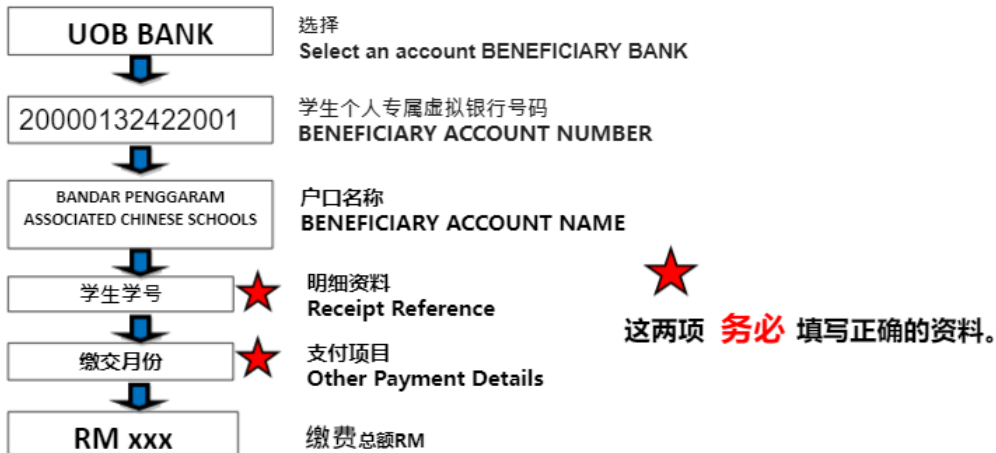 UOB BANK
选择
Select an account BENEFICIARY BANK
20000132422001
学生个人专属虚拟银行号码
BENEFICIARY ACCOUNT NUMBER
BANDAR PENGGARAM
ASSOCIATED CHINESE SCHOOLS
户口名称
BENEFICIARY ACCOUNT NAME
学生学号
明细资料
Receipt Reference
这两项 务必 填写正确的资料。
缴交月份
支付项目
Other Payment Details
RM xxx
缴费总额RM